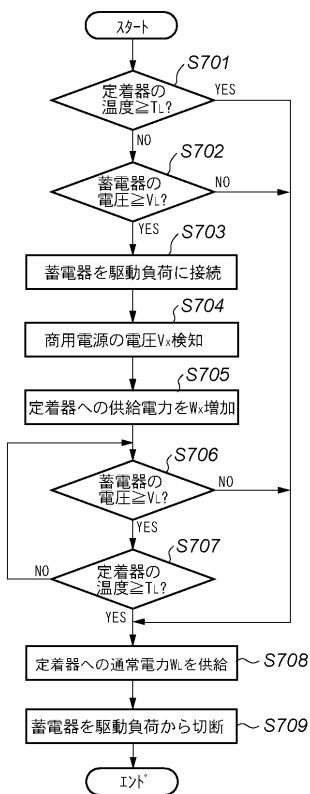 スタート
S701
定着器の
温度≧TL?
YES
NO
S702
蓄電器の
電圧≧VL?
NO
YES
S703
蓄電器を駆動負荷に接続
S704
商用電源の電圧Vx検知
S705
定着器への供給電力をWx増加
S706
蓄電器の
電圧≧VL?
NO
YES
S707
定着器の
温度≧TL?
NO
YES
定着器への通常電力WLを供給
S708
蓄電器を駆動負荷から切断
S709
エンド